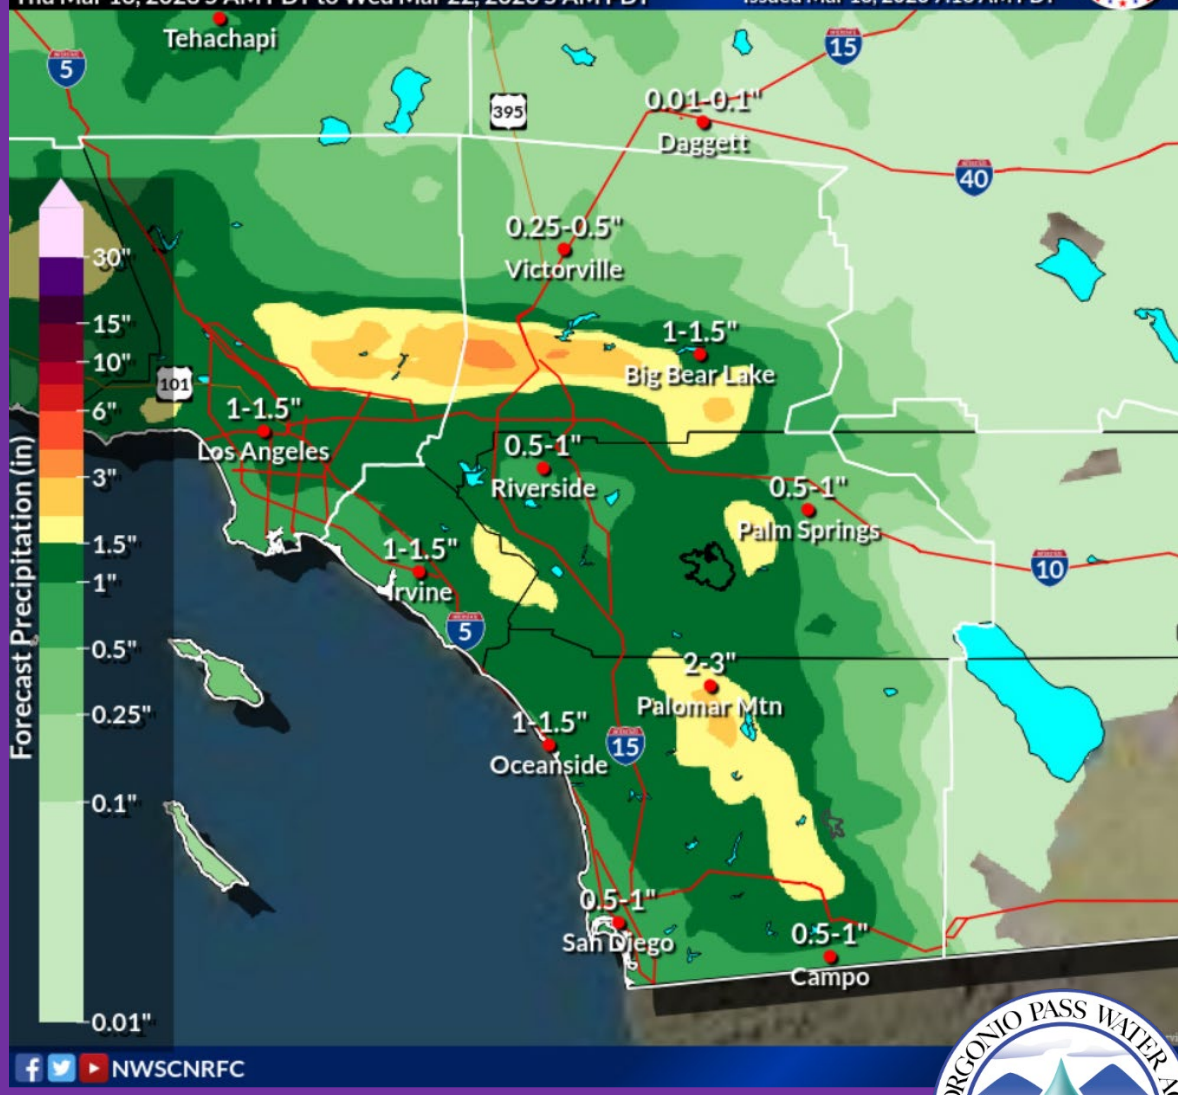 Tehachapi
5
15
395
0.01-0.1"
Daggett
40
0.25-0.5"
Victorville
30"
15"
10"
6"
3"
1.5"
1"
0.5"
0.25"
0.1"
0.01"
Forecast Precipitation (in)
1-1.5"
Big Bear Lake
101
1-1.5"
Los Angeles
0.5-1"
Riverside
0.5-1"
Palm Springs
1-1.5"
Irvine
10
5
2-3"
Palomar Mtn
1-1.5"
Oceanside
15
0.5-1"
San Diego
0.5-1"
Campo
NWSCNRFC
PASS WATER